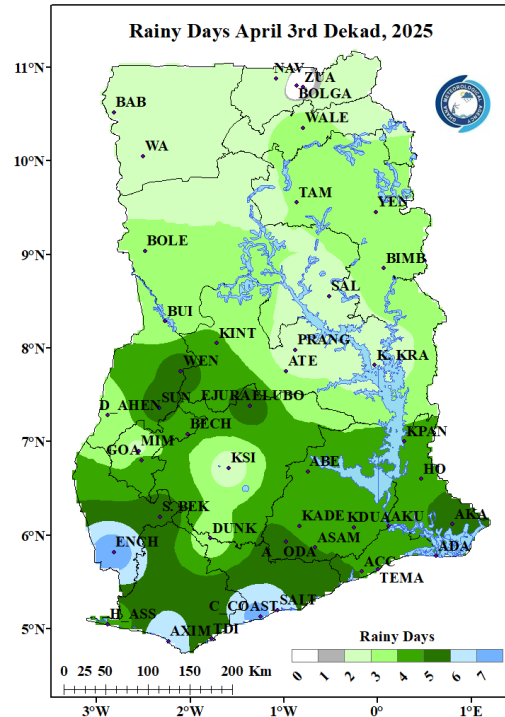 Rainy Days April 3rd Dekad, 2025
11°N
NAV
ZUA
BOLGA
BAB
WALE
10°N
WA
TAM
YEN
9°N
BOLE
BIMB
SAL
BUI
8°N
KINT
PRANG
WEN
ATE
K_KRA
D_AHEN
SUN
EJURA
ELUBO
7°N
BECH
KPAN
GOA
MIM
KSI
ABE
HO
S_BEK
6°N
DUNK
KADE
KDUA
AKU
AKA
ENCH
A_ODA
ASAM
ADA
ACC
TEMA
H_ASS
C_COAST
SALT
5°N
AXIM
TDI
Rainy Days
0 1 2 3 4 5 6 7
0 25 50 100 150 200 Km
3°W 2°W 1°W 0° 1°E